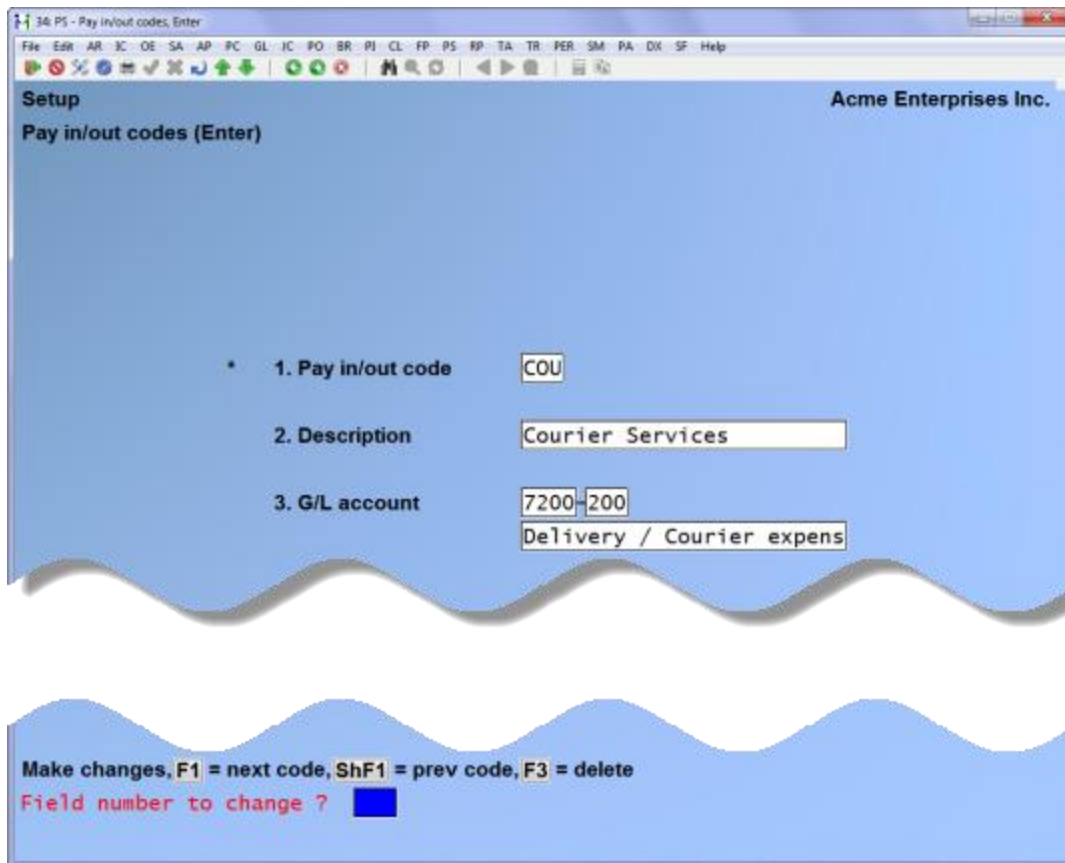 34: PS - Pay in/out codes, Enter
File Edit AR IC OE SA AP PC GL JC PO BR PI CL FP PS RP TA TR PER SM PA DX SF Help
Setup Acme Enterprises Inc.
Pay in/out codes (Enter)
* 1. Pay in/out code COU
2. Description Courier Services
3. G/L account 7200-200
Delivery / Courier expens
Make changes, F1 = next code, ShF1 = prev code, F3 = delete
Field number to change ?